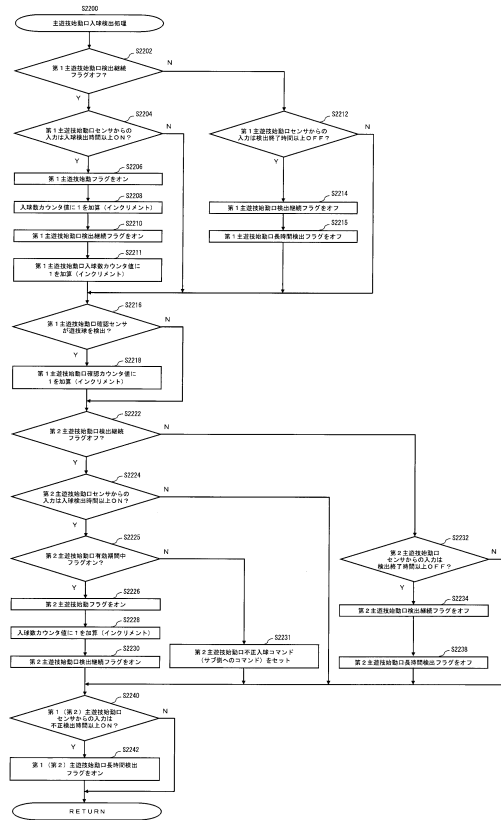 S2200
主遊技始動口入球検出処理
S2202
第1主遊技始動口検出継続
フラグオフ？
N
Y
S2204
第1主遊技始動口センサからの
入力は入球検出時間以上ON？
N
Y
S2212
第1主遊技始動口センサからの
入力は検出終了時間以上OFF？
N
Y
S2206
第1主遊技始動フラグをオン
S2208
入球数カウンタ値に1を加算（インクリメント）
S2210
第1主遊技始動口検出継続フラグをオン
S2211
第1主遊技始動口入球数カウンタ値に
1を加算（インクリメント）
S2214
第1主遊技始動口検出継続フラグをオフ
S2215
第1主遊技始動口長時間検出フラグをオフ
S2216
第1主遊技始動口確認センサ
が遊技球を検出？
N
Y
S2218
第1主遊技始動口確認カウンタ値に
1を加算（インクリメント）
S2222
第2主遊技始動口検出継続
フラグオフ？
N
Y
S2224
第2主遊技始動口センサからの
入力は入球検出時間以上ON？
N
Y
S2225
第2主遊技始動口有効期間中
フラグオン？
N
Y
S2226
第2主遊技始動フラグをオン
S2228
入球数カウンタ値に1を加算（インクリメント）
S2230
第2主遊技始動口検出継続フラグをオン
S2231
第2主遊技始動口不正入球コマンド
（サブ側へのコマンド）をセット
S2232
第2主遊技始動口
センサからの入力は
検出終了時間以上OFF？
N
Y
S2234
第2主遊技始動口検出継続フラグをオフ
S2238
第2主遊技始動口長時間検出フラグをオフ
S2240
第1（第2）主遊技始動口
センサからの入力は
不正検出時間以上ON？
N
Y
S2242
第1（第2）主遊技始動口長時間検出
フラグをオン
RETURN